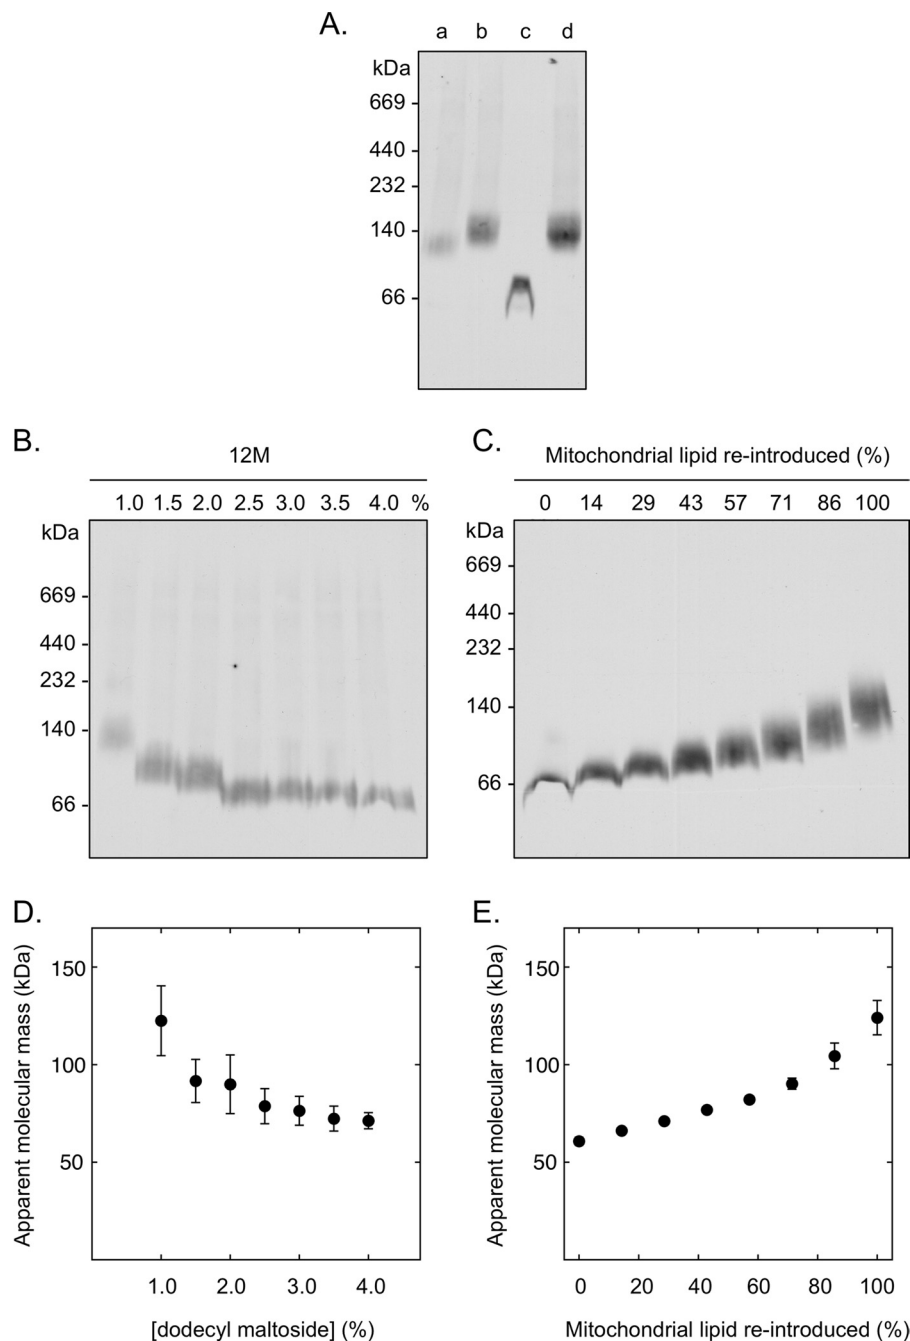 A.
a b c d
kDa
669
440
232
140
66
B.
12M
1.0 1.5 2.0 2.5 3.0 3.5 4.0 %
kDa
669
440
232
140
66
C.
Mitochondrial lipid re-introduced (%)
0 14 29 43 57 71 86 100
kDa
669
440
232
140
66
D.
Apparent molecular mass (kDa)
150
100
50
1.0 2.0 3.0 4.0
[dodecyl maltoside] (%)
E.
Apparent molecular mass (kDa)
150
100
50
0 20 40 60 80 100
Mitochondrial lipid re-introduced (%)